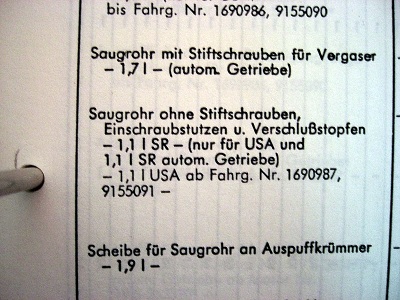 bis Fahrg. Nr. 1690986, 9155090
Saugrohr mit Stiftschrauben für Vergaser
– 1,7 l – (autom. Getriebe)
Saugrohr ohne Stiftschrauben,
Einschraubstutzen u. Verschlußstopfen
– 1,1 l SR – (nur für USA und
1,1 l SR autom. Getriebe)
– 1,1 l USA ab Fahrg. Nr. 1690987,
9155091 –
Scheibe für Saugrohr an Auspuffkrümmer
– 1,9 l –